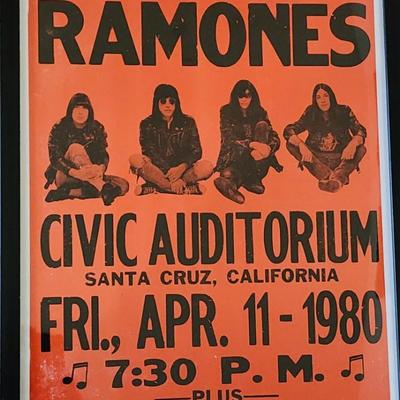 RAMONES
CIVIC AUDITORIUM
SANTA CRUZ, CALIFORNIA
FRI., APR. 11 - 1980
♫ 7:30 P. M. ♫
—PLUS—